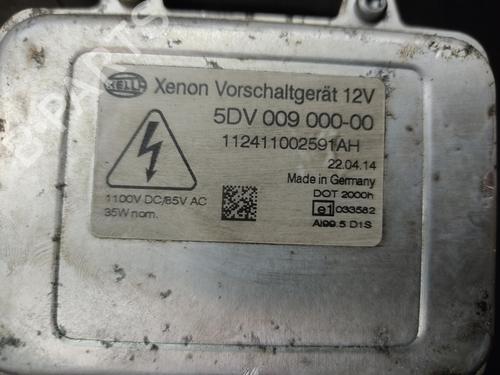 HELLA Xenon Vorschaltgerät 12V
5DV 009 000-00
112411002591AH
22.04.14
Made in Germany
DOT 2000h
1100V DC/85V AC
e1 033582
35W nom.
Al99.5 D1S